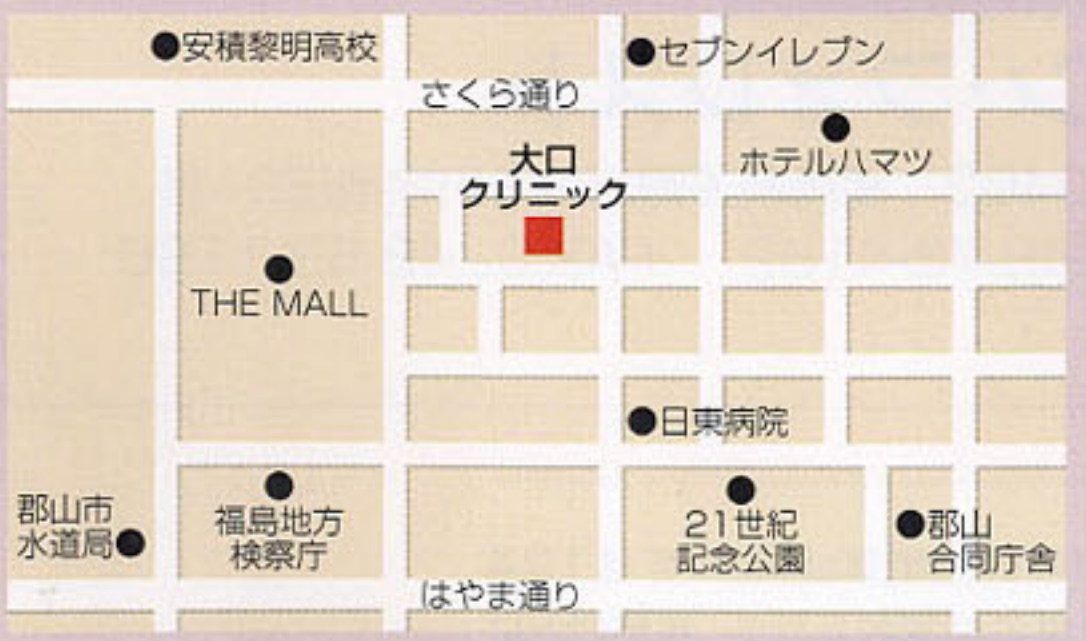 安積黎明高校
セブンイレブン
さくら通り
ホテルハマツ
大口
クリニック
THE MALL
日東病院
郡山市
水道局
福島地方
検察庁
21世紀
記念公園
郡山
合同庁舎
はやま通り